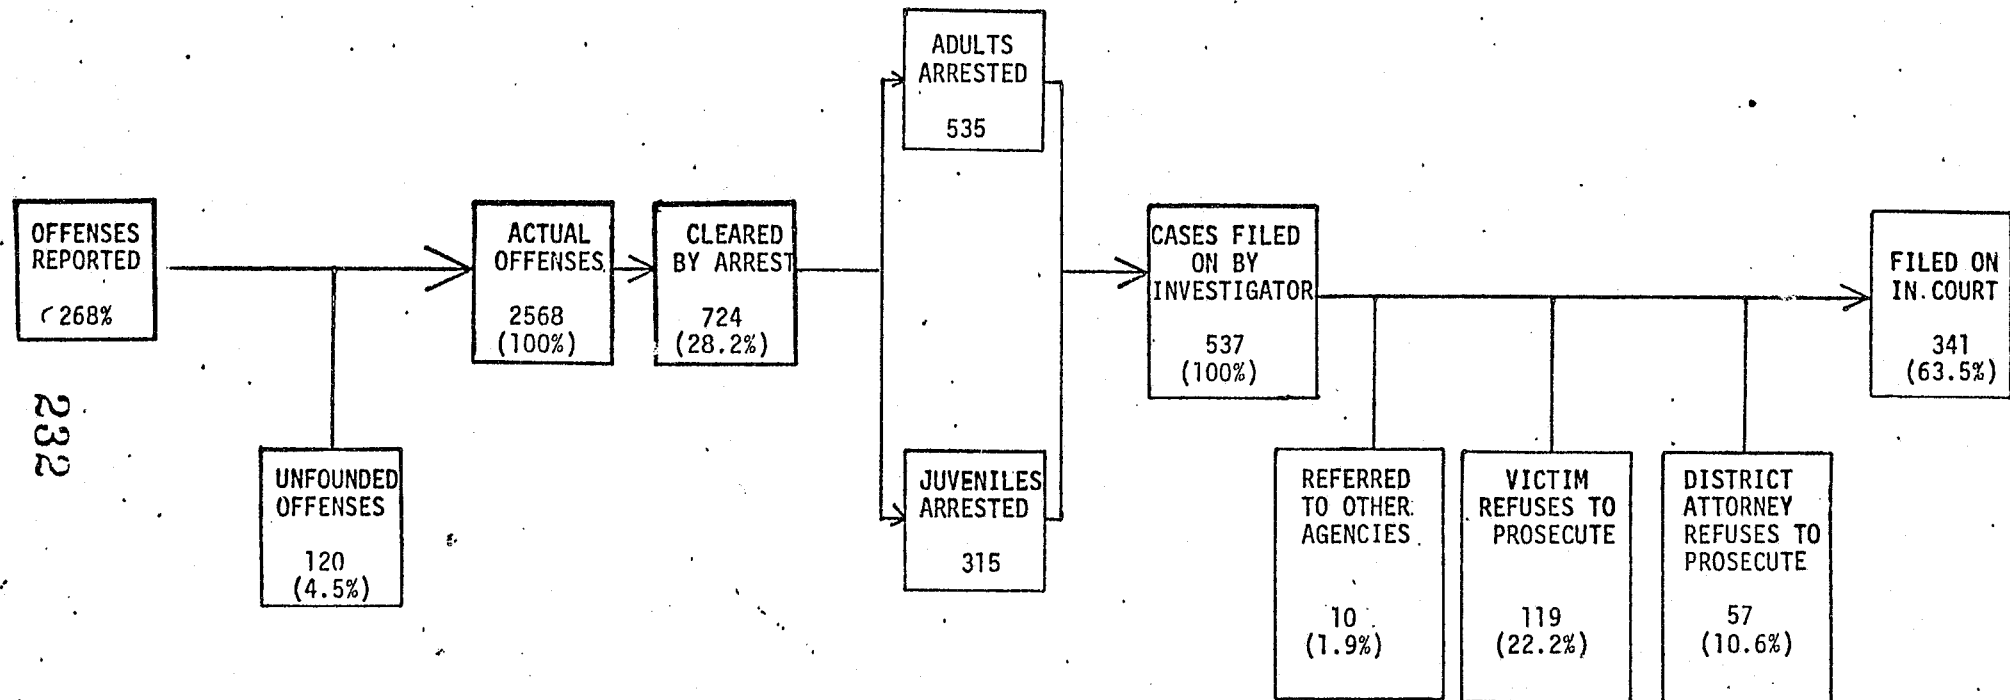 ADULTS
ARRESTED
535
OFFENSES
REPORTED
268%
UNFOUNDED
OFFENSES
120
(4.5%)
ACTUAL
OFFENSES
2568
(100%)
CLEARED
BY ARREST
724
(28.2%)
JUVENILES
ARRESTED
315
CASES FILED
ON BY
INVESTIGATOR
537
(100%)
REFERRED
TO OTHER
AGENCIES
10
(1.9%)
VICTIM
REFUSES TO
PROSECUTE
119
(22.2%)
DISTRICT
ATTORNEY
REFUSES TO
PROSECUTE
57
(10.6%)
FILED ON
IN COURT
341
(63.5%)
232